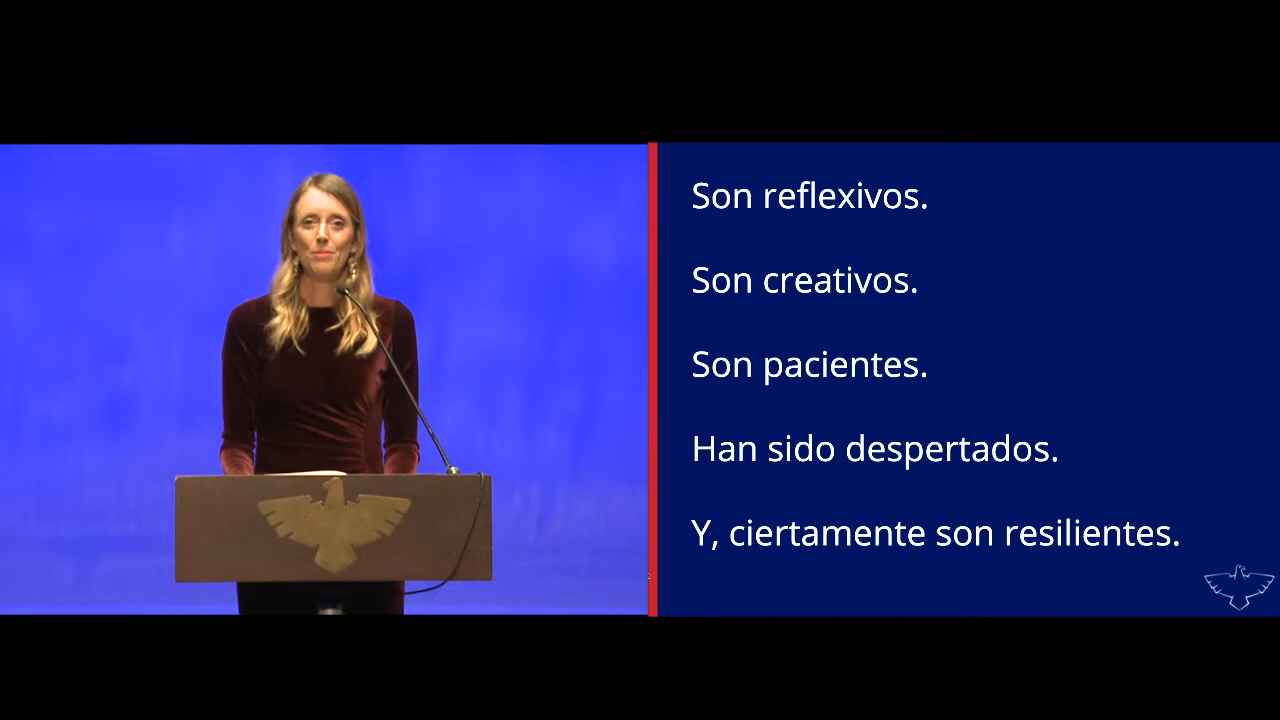 Son reflexivos.
Son creativos.
Son pacientes.
Han sido despertados.
Y, ciertamente son resilientes.